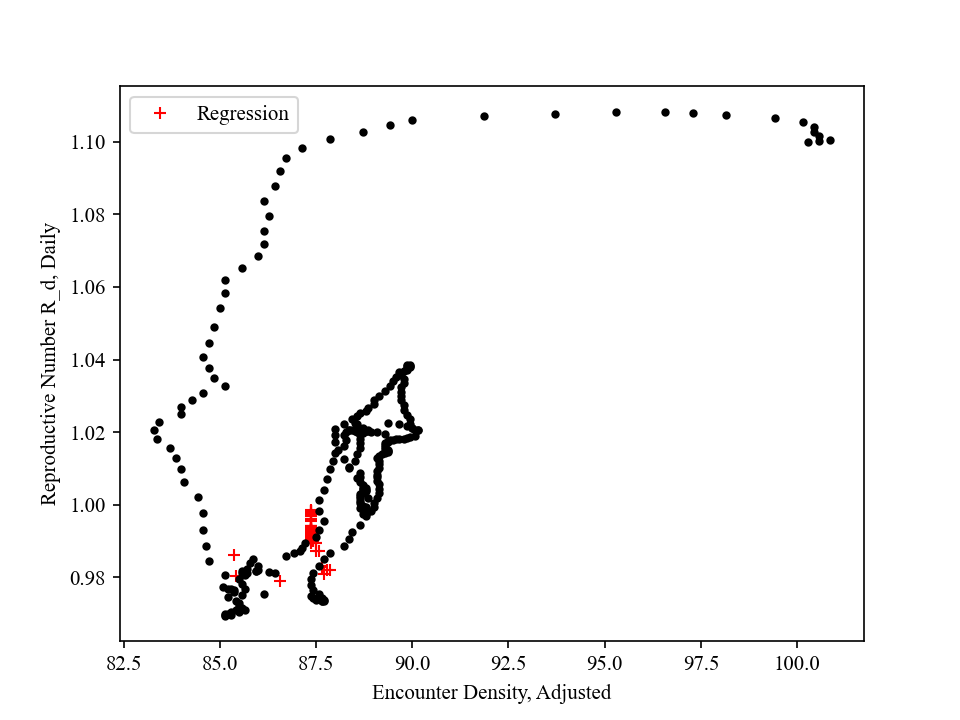 Regression
1.10
1.08
1.06
1.04
1.02
1.00
0.98
Reproductive Number R_d, Daily
82.5 85.0 87.5 90.0 92.5 95.0 97.5 100.0
Encounter Density, Adjusted